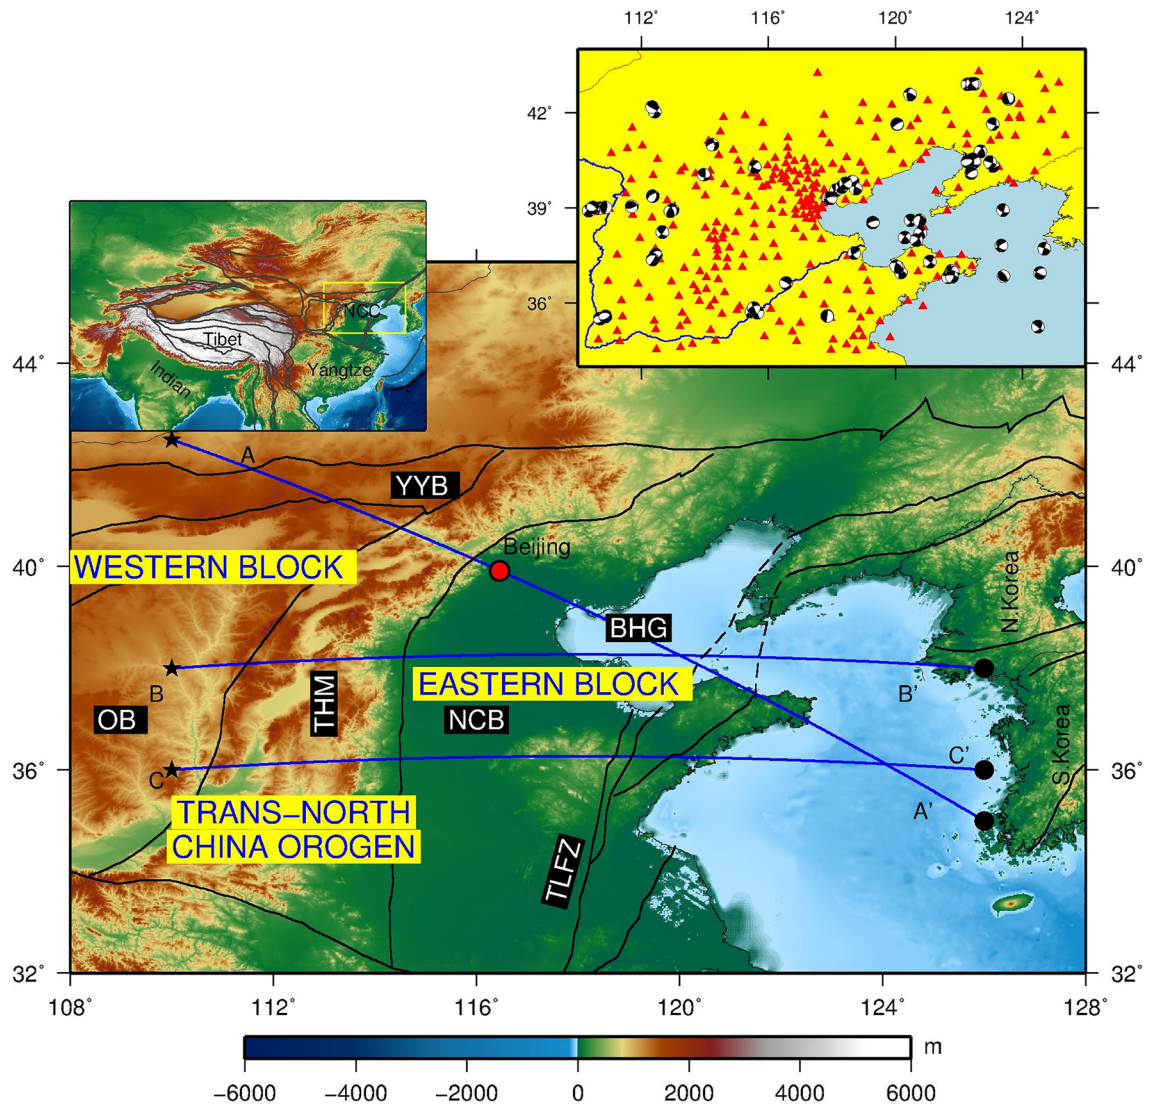 112° 116° 120° 124°
42°
39°
36°
NCC
Tibet
Yangtze
Indian
44° 44°
A
YYB
Beijing
WESTERN BLOCK
40° 40°
N.Korea
BHG
EASTERN BLOCK
B
B’
THM
OB
NCB
S.Korea
C’
36° 36°
C
A’
TRANS−NORTH
CHINA OROGEN
TLFZ
32° 32°
108° 112° 116° 120° 124° 128°
m
−6000 −4000 −2000 0 2000 4000 6000